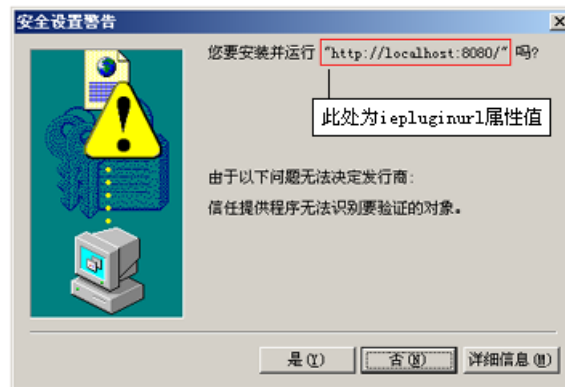 安全设置警告
您要安装并运行 "http://localhost:8080/" 吗?
此处为iepluginurl属性值
由于以下问题无法决定发行商:
信任提供程序无法识别要验证的对象。
是(Y) 否(N) 详细信息(M)